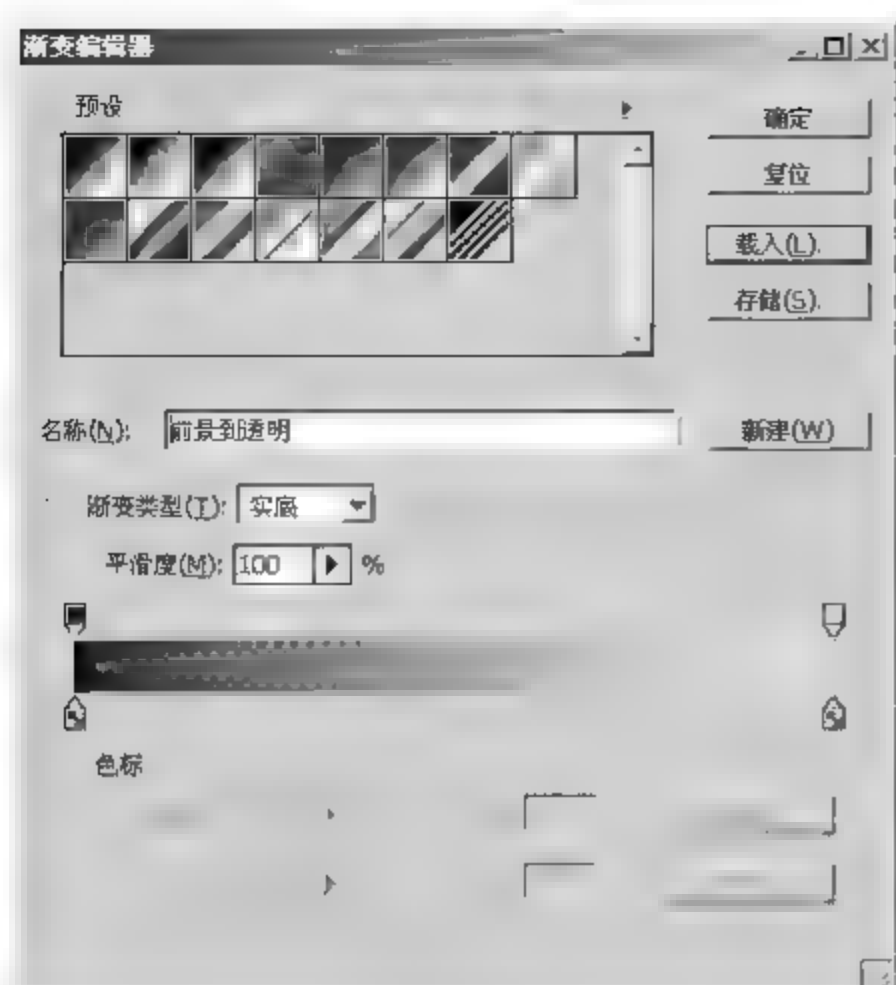 渐变编辑器
预设
确定
复位
载入(L).
存储(S).
名称(N):
前景到透明
新建(W)
渐变类型(T): 实底
平滑度(M): 100 %
色标